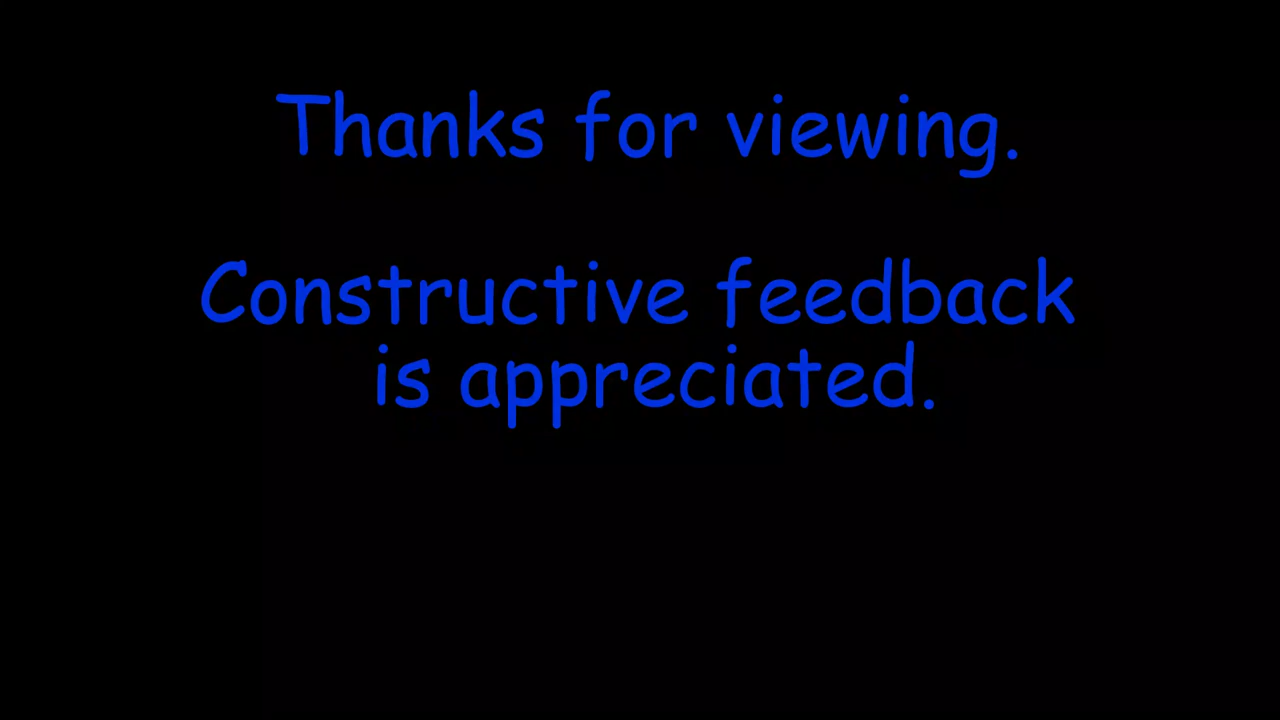 Thanks for viewing.
Constructive feedback
is appreciated.